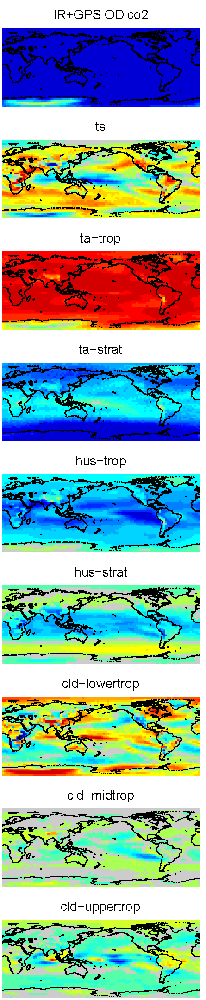 IR+GPS OD co2
ts
ta−trop
ta−strat
hus−trop
hus−strat
cld−lowertrop
cld−midtrop
cld−uppertrop